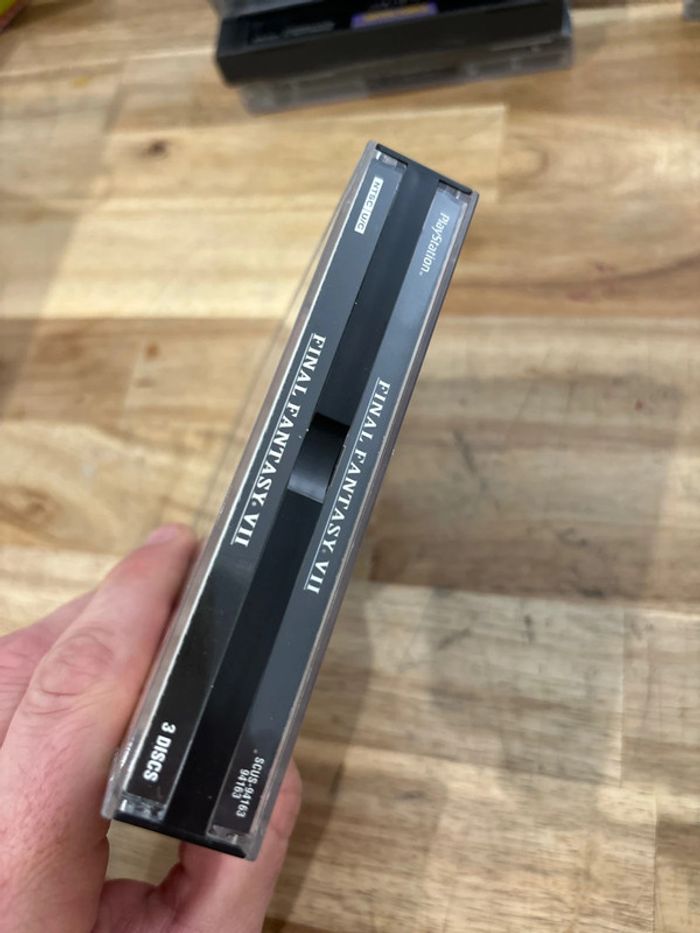 NTSC U/C
FINAL FANTASY VII
3 DISCS
PlayStation
FINAL FANTASY VII
SCUS-94163
94163